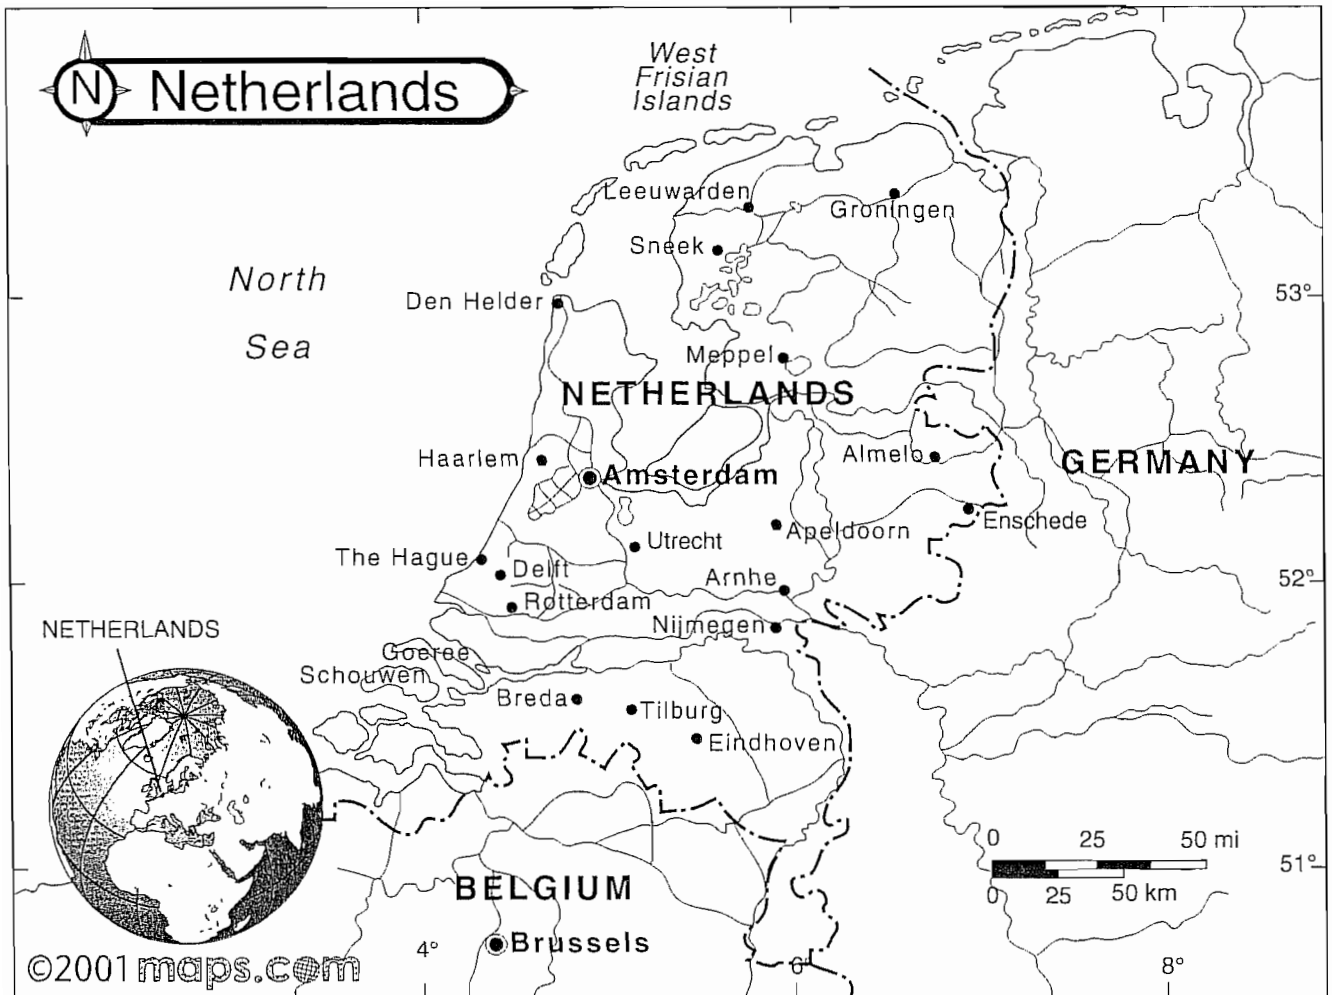 N Netherlands
West
Frisian
Islands
Leeuwarden
Groningen
Sneek
North
Sea
Den Helder
53°
Meppel
NETHERLANDS
Haarlem
Almelo
GERMANY
Amsterdam
Enschede
Apeldoorn
Utrecht
The Hague
Delft
Arnhe
52°
Rotterdam
Nijmegen
NETHERLANDS
Goeree
Schouwen
Breda
Tilburg
Eindhoven
0 25 50 mi
51°
0 25 50 km
BELGIUM
Brussels
4°
6°
8°
©2001 maps.com